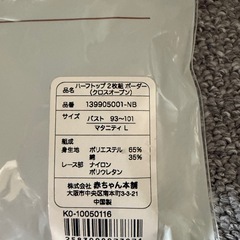 品名 ハーフトップ2枚組 ボーダー
(クロスオープン)
品番 139905001-NB
サイズ バスト 93〜101
マタニティ L
組成
身生地 ポリエステル 65%
綿 35%
レース部 ナイロン
ポリウレタン
株式会社 赤ちゃん本舗
大阪市中央区南本町3-3-21
中国製
K0-10050116